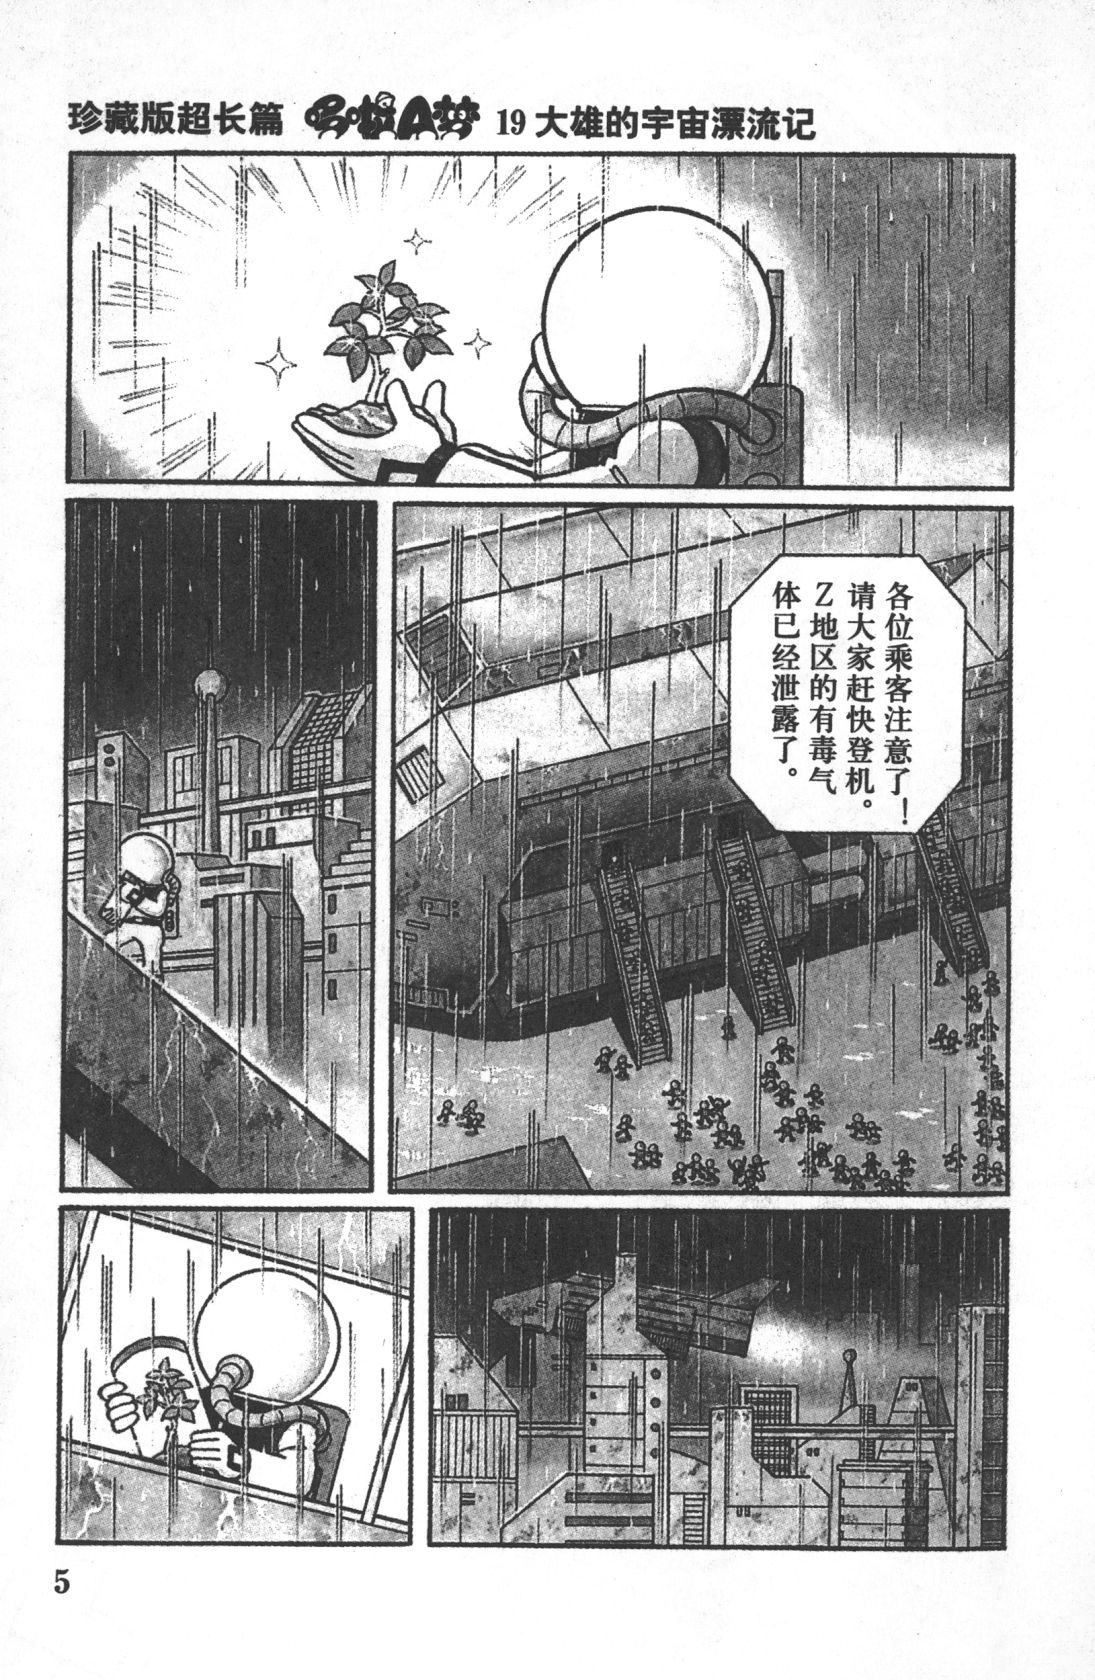 珍藏版超长篇 哆啦A梦 19 大雄的宇宙漂流记
各位乘客注意了！
请大家赶快登机。
Z地区的有毒气
体已经泄露了。
5